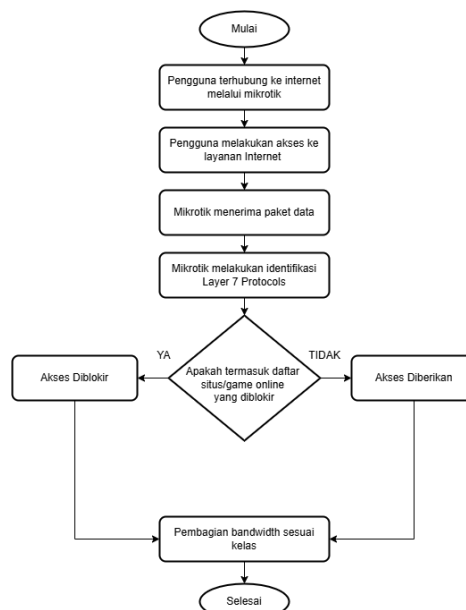 Mulai
Pengguna terhubung ke internet
melalui mikrotik
Pengguna melakukan akses ke
layanan Internet
Mikrotik menerima paket data
Mikrotik melakukan identifikasi
Layer 7 Protocols
YA
TIDAK
Apakah termasuk daftar
situs/game online
yang diblokir
Akses Diblokir
Akses Diberikan
Pembagian bandwidth sesuai
kelas
Selesai